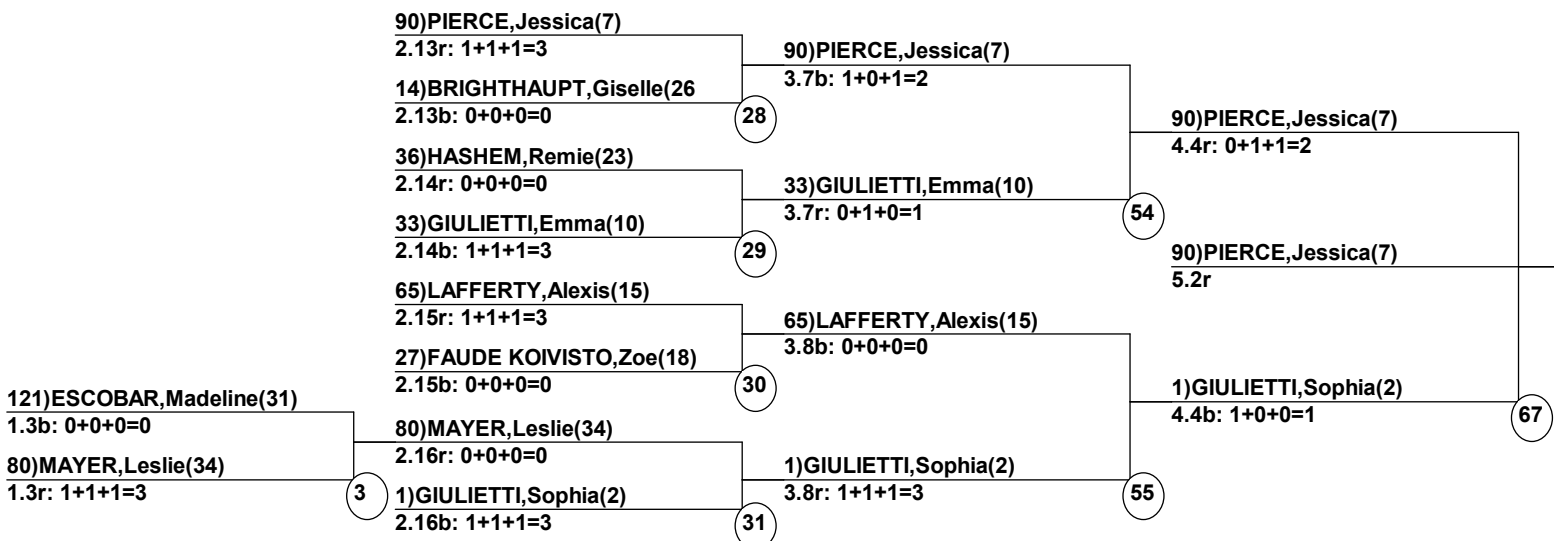 90)PIERCE,Jessica(7)
2.13r: 1+1+1=3
14)BRIGHTHAUPT,Giselle(26
2.13b: 0+0+0=0
28
36)HASHEM,Remie(23)
2.14r: 0+0+0=0
33)GIULIETTI,Emma(10)
2.14b: 1+1+1=3
29
65)LAFFERTY,Alexis(15)
2.15r: 1+1+1=3
27)FAUDE KOIVISTO,Zoe(18)
2.15b: 0+0+0=0
30
121)ESCOBAR,Madeline(31)
1.3b: 0+0+0=0
80)MAYER,Leslie(34)
1.3r: 1+1+1=3
3
80)MAYER,Leslie(34)
2.16r: 0+0+0=0
1)GIULIETTI,Sophia(2)
2.16b: 1+1+1=3
31
90)PIERCE,Jessica(7)
3.7b: 1+0+1=2
33)GIULIETTI,Emma(10)
3.7r: 0+1+0=1
54
65)LAFFERTY,Alexis(15)
3.8b: 0+0+0=0
1)GIULIETTI,Sophia(2)
3.8r: 1+1+1=3
55
90)PIERCE,Jessica(7)
4.4r: 0+1+1=2
90)PIERCE,Jessica(7)
5.2r
1)GIULIETTI,Sophia(2)
4.4b: 1+0+0=1
67